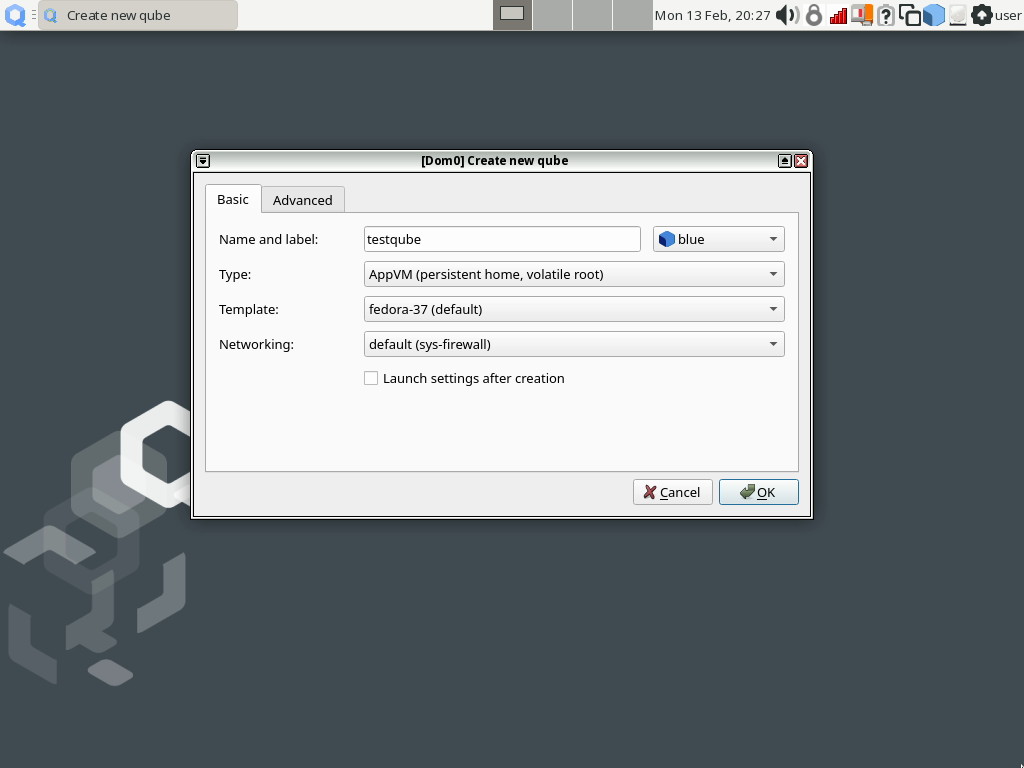 Create new qube
Mon 13 Feb, 20:27
user
[Dom0] Create new qube
Basic
Advanced
Name and label:
testqube
blue
Type:
AppVM (persistent home, volatile root)
Template:
fedora-37 (default)
Networking:
default (sys-firewall)
Launch settings after creation
Cancel
OK